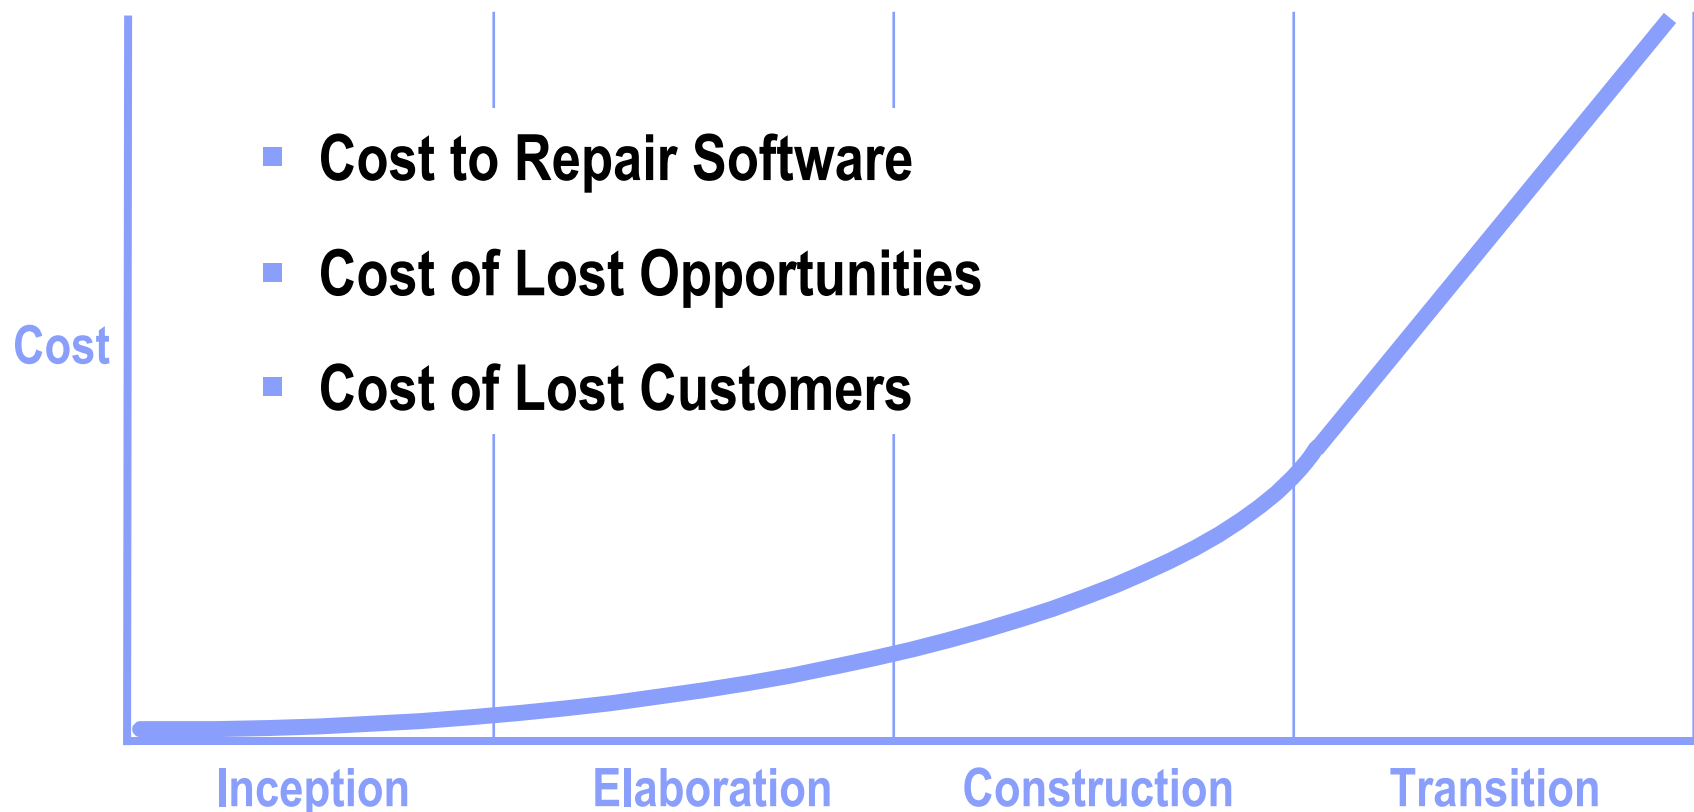 Cost to Repair Software
Cost of Lost Opportunities
Cost
Cost of Lost Customers
Inception Elaboration Construction Transition